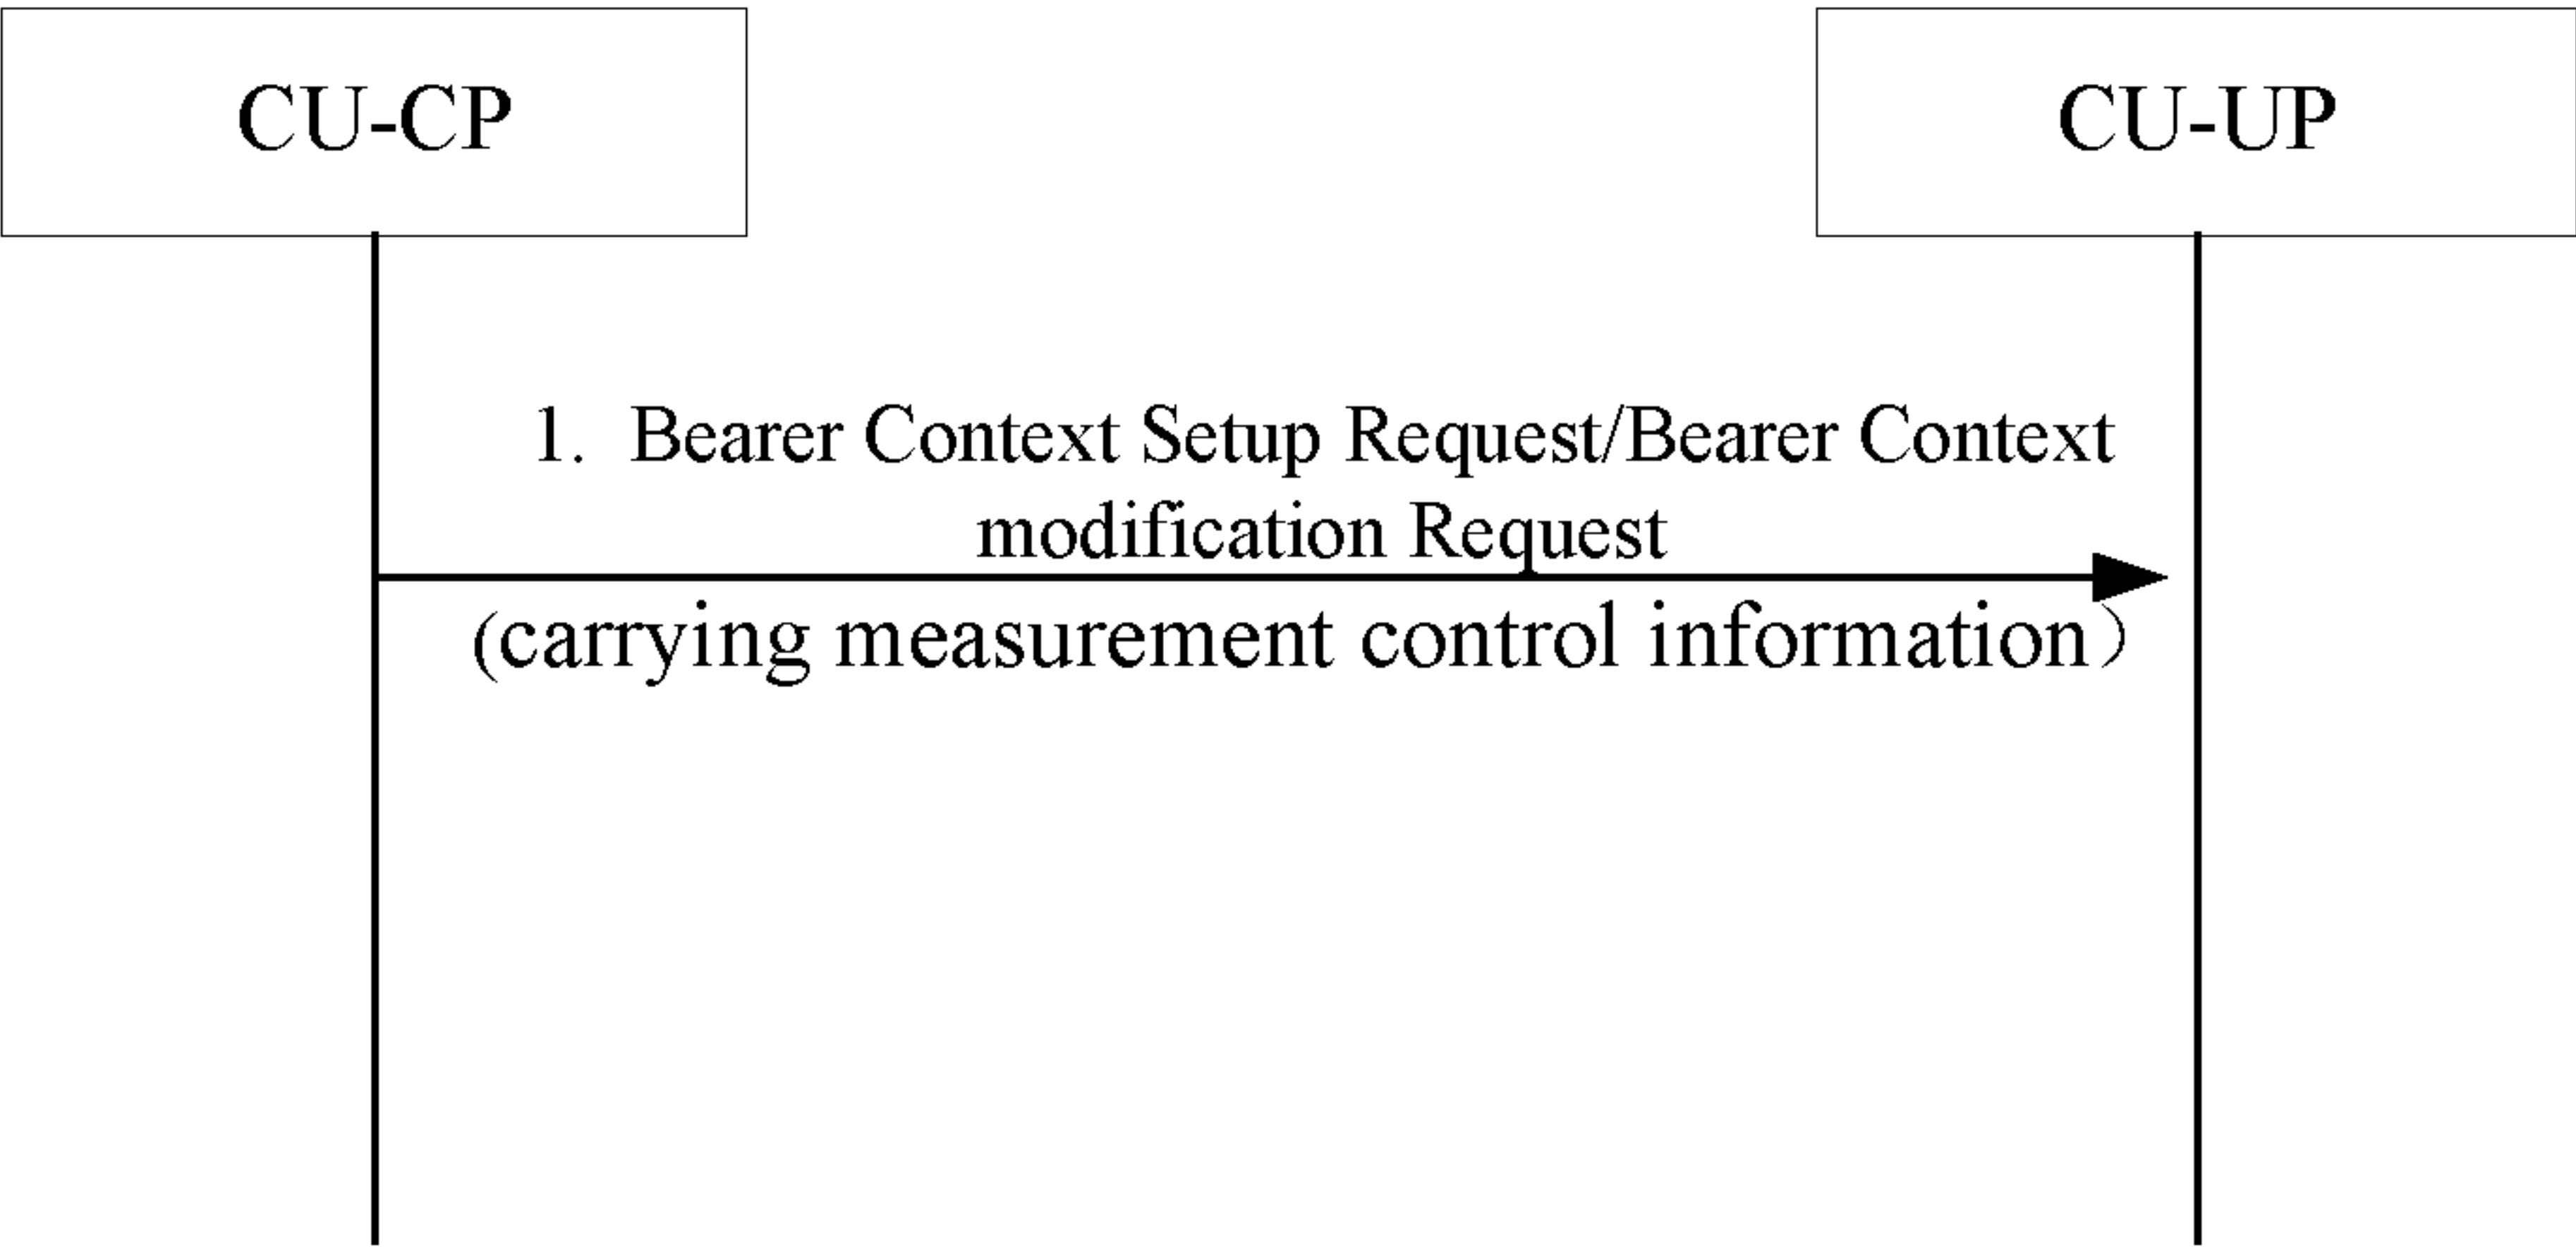 CU-CP
CU-UP
1. Bearer Context Setup Request/Bearer Context
modification Request
(carrying measurement control information）